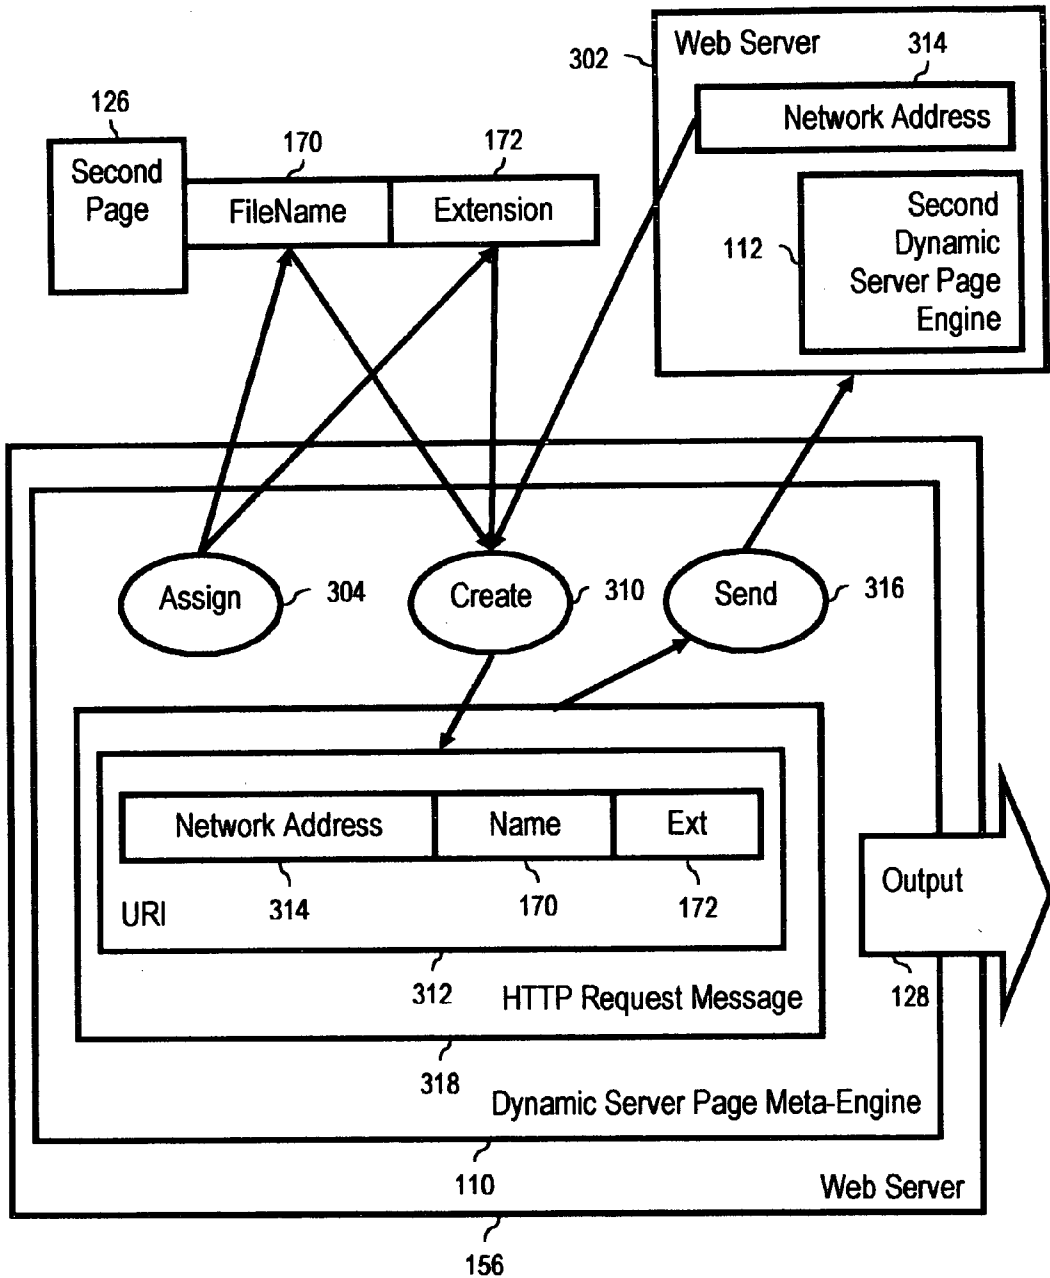 Web Server
302
314
Network Address
126
170
172
Second
Page
FileName
Extension
112
Second
Dynamic
Server Page
Engine
Assign
304
Create
310
Send
316
Network Address
Name
Ext
Output
URI
314
170
172
312
HTTP Request Message
128
318
Dynamic Server Page Meta-Engine
110
Web Server
156